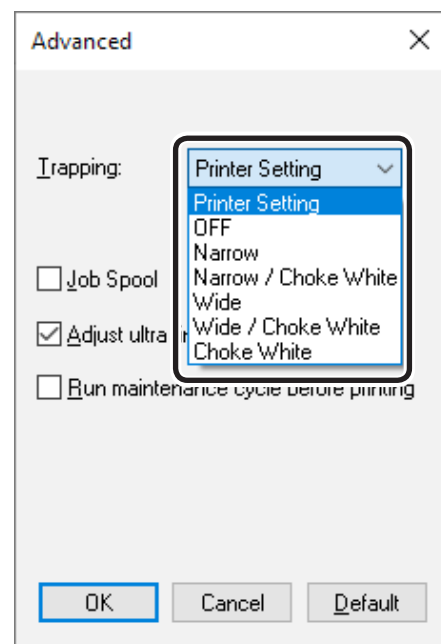 Advanced
Trapping: Printer Setting
Printer Setting
OFF
Narrow
Narrow / Choke White
Wide
Wide / Choke White
Choke White
Job Spool
Adjust ultra
Run maintenance cycle before printing
OK Cancel Default